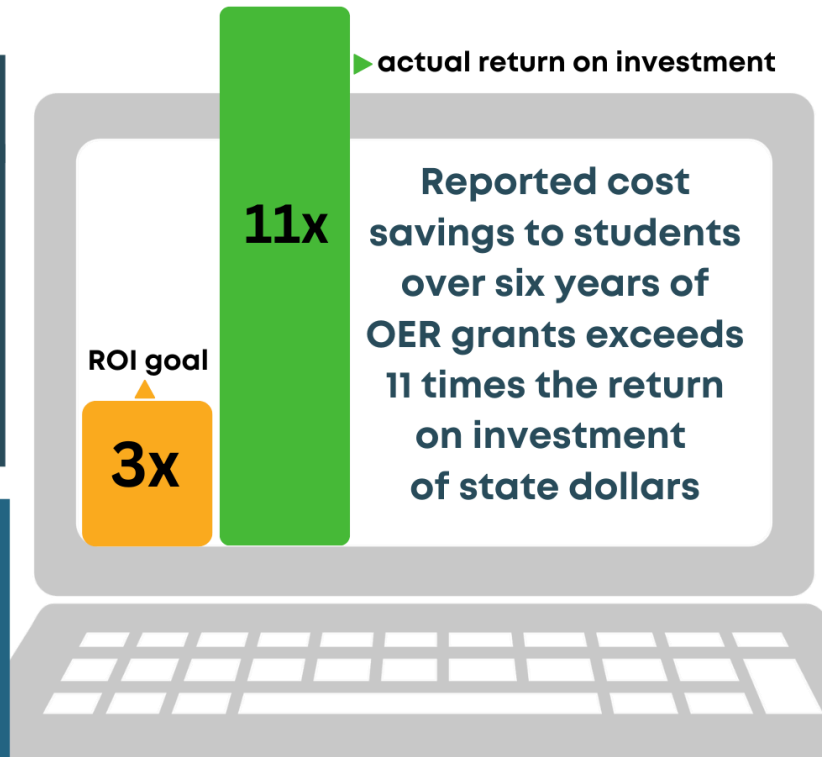 actual return on investment
11x
Reported cost
savings to students
over six years of
OER grants exceeds
11 times the return
on investment
of state dollars
ROI goal
3x